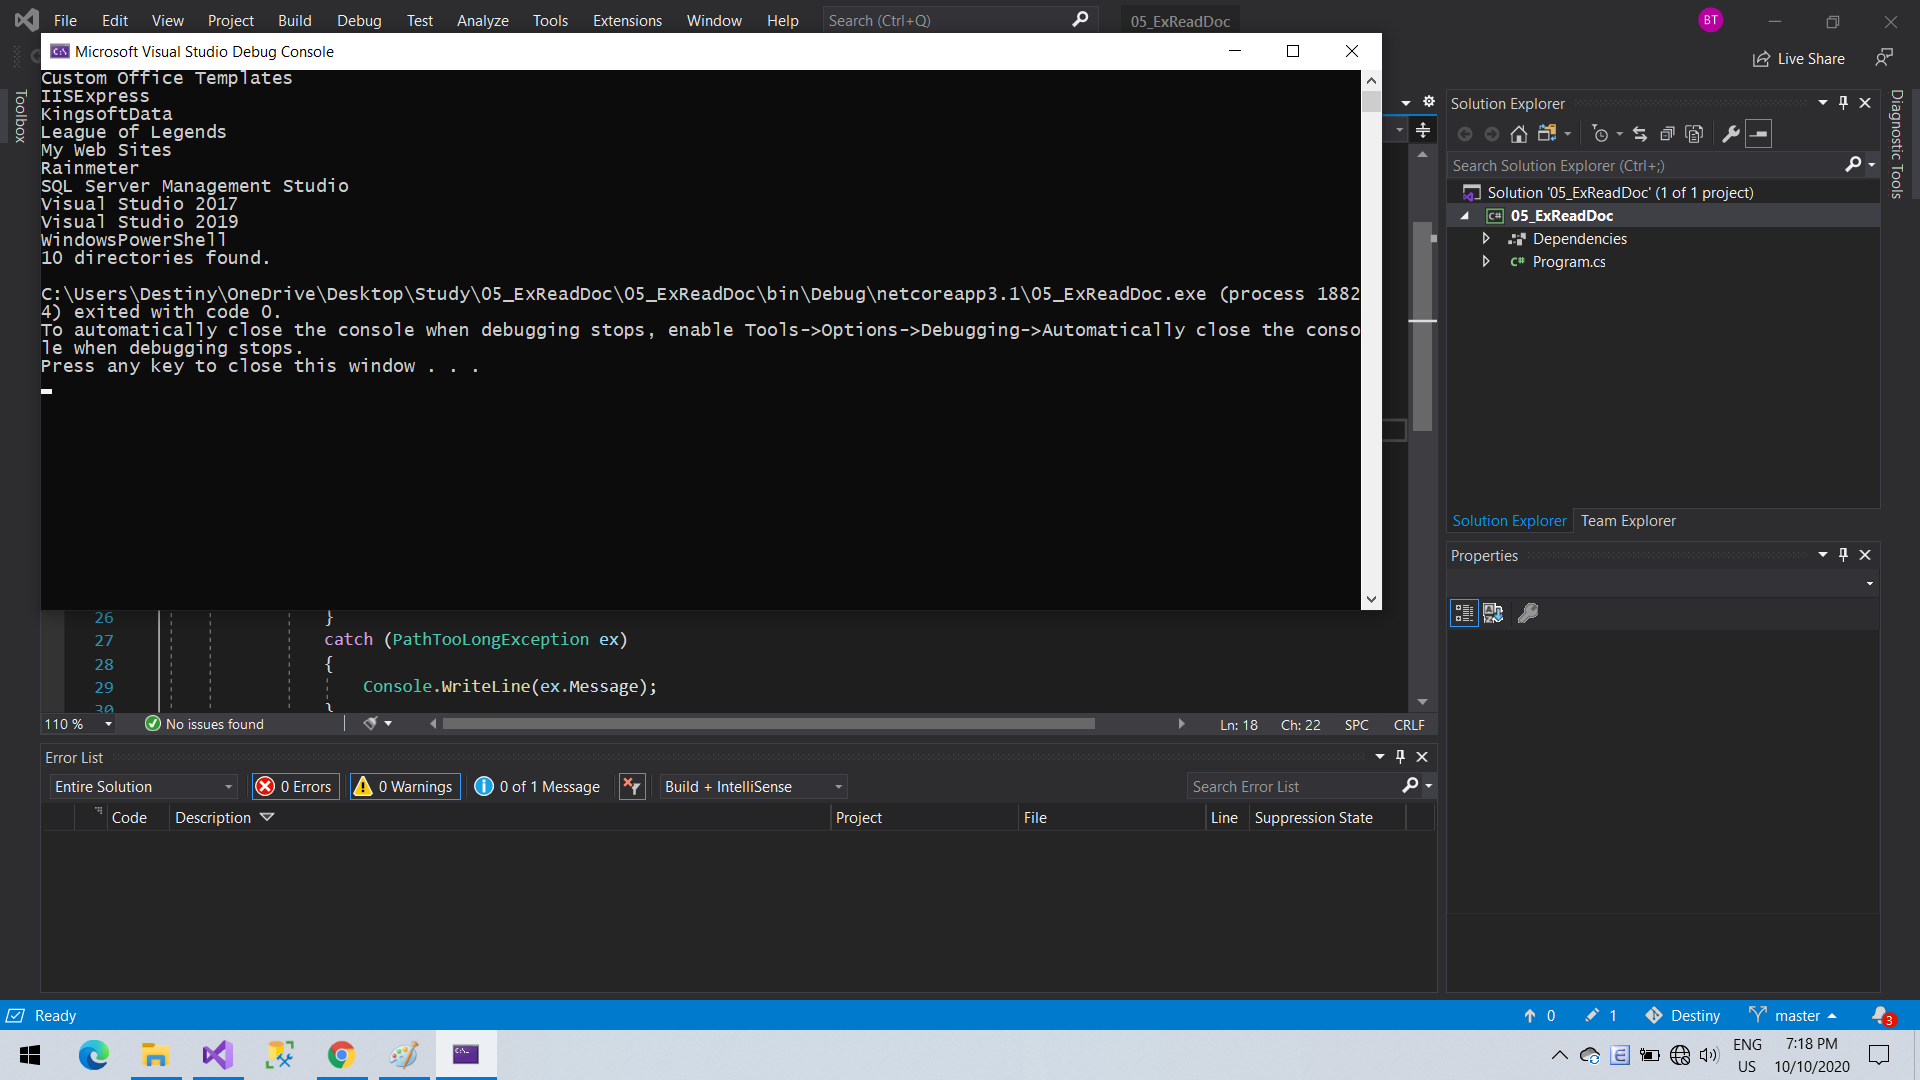 File Edit View Project Build Debug Test Analyze Tools Extensions Window Help Search (Ctrl+Q) 05_ExReadDoc BT
Microsoft Visual Studio Debug Console
Live Share
Toolbox
Custom Office Templates
IISExpress
KingsoftData
League of Legends
My Web Sites
Rainmeter
SQL Server Management Studio
Visual Studio 2017
Visual Studio 2019
WindowsPowerShell
10 directories found.
C:\Users\Destiny\OneDrive\Desktop\Study\05_ExReadDoc\05_ExReadDoc\bin\Debug\netcoreapp3.1\05_ExReadDoc.exe (process 1882
4) exited with code 0.
To automatically close the console when debugging stops, enable Tools->Options->Debugging->Automatically close the conso
le when debugging stops.
Press any key to close this window . . .
26 }
27 catch (PathTooLongException ex)
28 {
29 Console.WriteLine(ex.Message);
30 }
110 % No issues found Ln: 18 Ch: 22 SPC CRLF
Solution Explorer
Search Solution Explorer (Ctrl+;)
Solution '05_ExReadDoc' (1 of 1 project)
C# 05_ExReadDoc
Dependencies
C# Program.cs
Solution Explorer Team Explorer
Properties
Diagnostic Tools
Error List
Entire Solution 0 Errors 0 Warnings 0 of 1 Message Build + IntelliSense Search Error List
Code Description Project File Line Suppression State
Ready 0 1 Destiny master 3
ENG 7:18 PM
US 10/10/2020